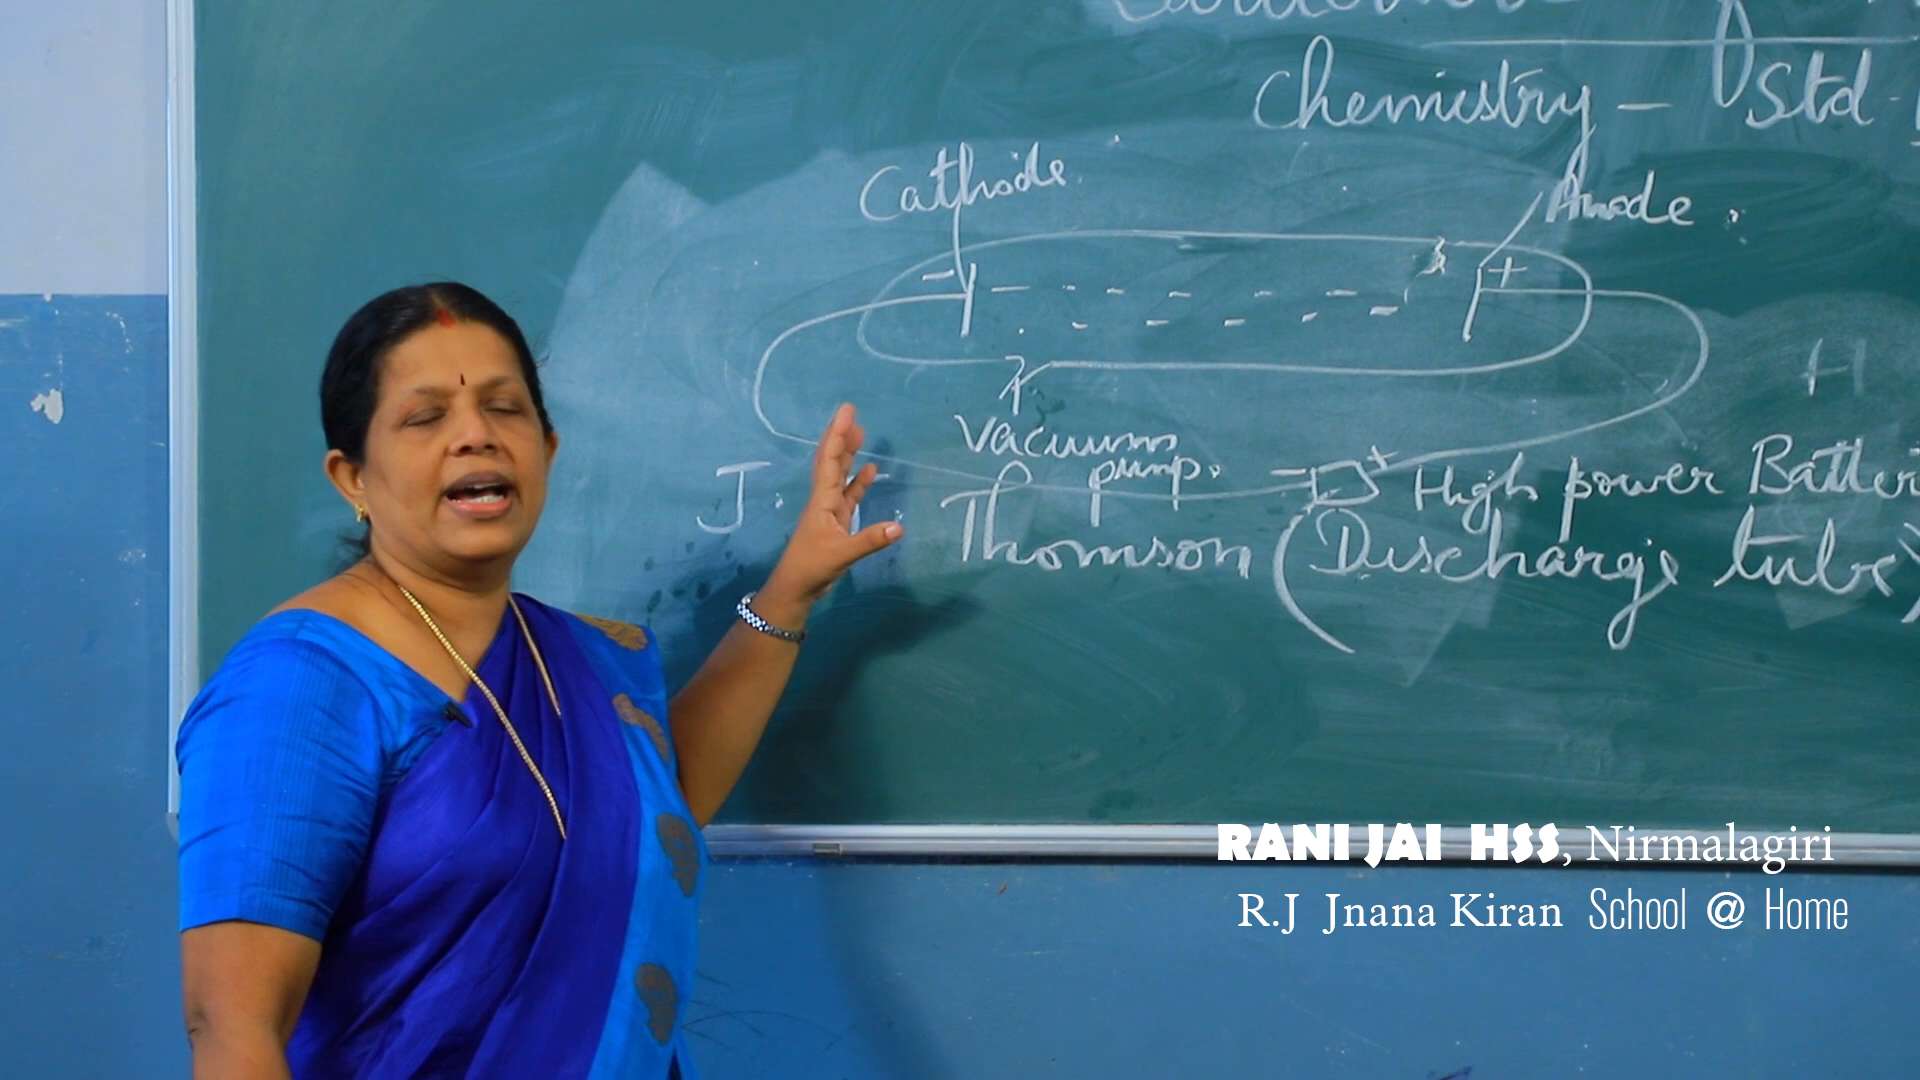 Chemistry - Std -
Cathode.
Anode.
- +
Vacuum
pump.
- + High power Batter
J. Thomson (Discharge tube)
RANI JAI HSS, Nirmalagiri
R.J Jnana Kiran School @ Home